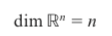 dim ℝⁿ = n